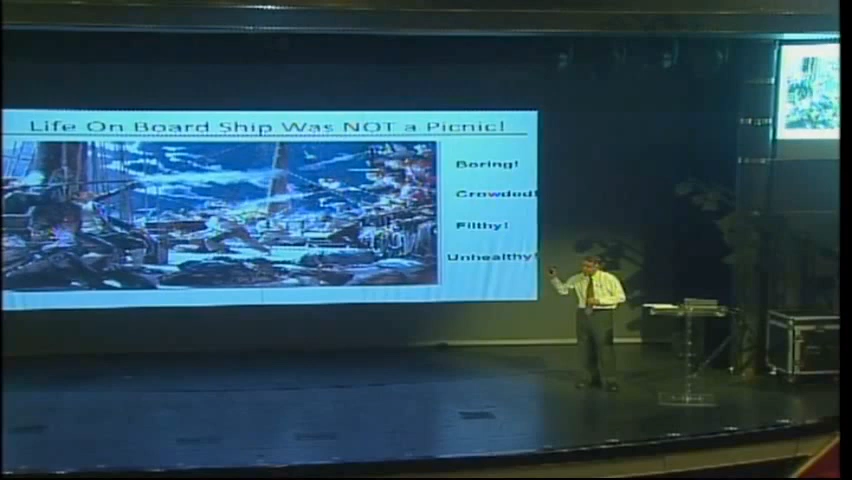 Life On Board Ship Was NOT a Picnic!
Boring!
Crowded!
Filthy!
Unhealthy!